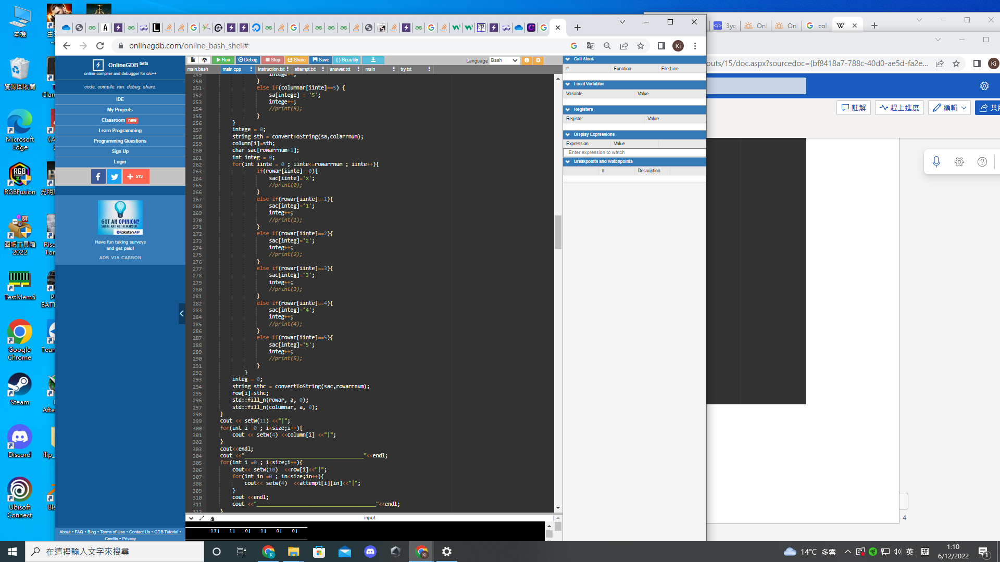 本機
資源回收筒
Microsoft
Edge
RGBFusion
图吧工具箱
2022
TestMem5
Google
Chrome
Steam
Discord
Ubisoft
Connect
onlinegdb.com/online_bash_shell#
OnlineGDB beta
online compiler and debugger for c/c++
code. compile. run. debug. share.
IDE
My Projects
Classroom new
Learn Programming
Programming Questions
Sign Up
Login
519
GOT AN OPINION?
SHARE AND GET REWARDED.
Rakuten AIP
Have fun taking surveys
and get paid!
ADS VIA CARBON
About • FAQ • Blog • Terms of Use • Contact Us • GDB Tutorial •
Credits • Privacy
Run Debug Stop Share Save { } Beautify
Language Bash
main.bash main.cpp instruction.txt attempt.txt answer.txt main try.txt
249 intege++;
250 }
251 else if(columnar[iinte]==5) {
252 sa[intege] = '5';
253 intege++;
254 //print(5);
255 }
256 }
257 intege = 0;
258 string sth = convertToString(sa,colarrnum);
259 column[i]=sth;
260 char sac[rowarrnum+1];
261 int integ = 0;
262 for(int iinte = 0 ; iinte<=rowarrnum ; iinte++){
263 if(rowar[iinte]==0){
264 sac[iinte]='x';
265 //print(0);
266 }
267 else if(rowar[iinte]==1){
268 sac[integ]='1';
269 integ++;
270 //print(1);
271 }
272 else if(rowar[iinte]==2){
273 sac[integ]='2';
274 integ++;
275 //print(2);
276 }
277 else if(rowar[iinte]==3){
278 sac[integ]='3';
279 integ++;
280 //print(3);
281 }
282 else if(rowar[iinte]==4){
283 sac[integ]='4';
284 integ++;
285 //print(4);
286 }
287 else if(rowar[iinte]==5){
288 sac[integ]='5';
289 integ++;
290 //print(5);
291 }
292 }
293 integ = 0;
294 string sthc = convertToString(sac,rowarrnum);
295 row[i]=sthc;
296 std::fill_n(rowar, a, 0);
297 std::fill_n(columnar, a, 0);
298 }
299 cout << setw(11) <<"|";
300 for(int i =0 ; i<size;i++){
301 cout << setw(4) <<column[i] <<"|";
302 }
303 cout<<endl;
304 cout <<"_______________________________________"<<endl;
305 for(int i =0 ; i<size;i++){
306 cout<< setw(10) <<row[i]<<"|";
307 for(int in =0 ; in<size;in++){
308 cout<< setw(4) <<attempt[i][in]<<"|";
309 }
310 cout <<endl;
311 cout <<"_______________________________________"<<endl;
312 }
input
11| 1| 0| 1| 0| 0|
Call Stack
# Function File:Line
Local Variables
Variable Value
Registers
Register Value
Display Expressions
Expression Value
Enter expression to watch
Breakpoints and Watchpoints
# Description
3yc
Onl
Onl
col
outs/15/doc.aspx?sourcedoc={bf8418a7-788c-40d0-ae5d-fa2e...
Ki
註解 趕上進度 編輯 共
4
在這裡輸入文字來搜尋
14°C 多雲
英
1:10
6/12/2022
1